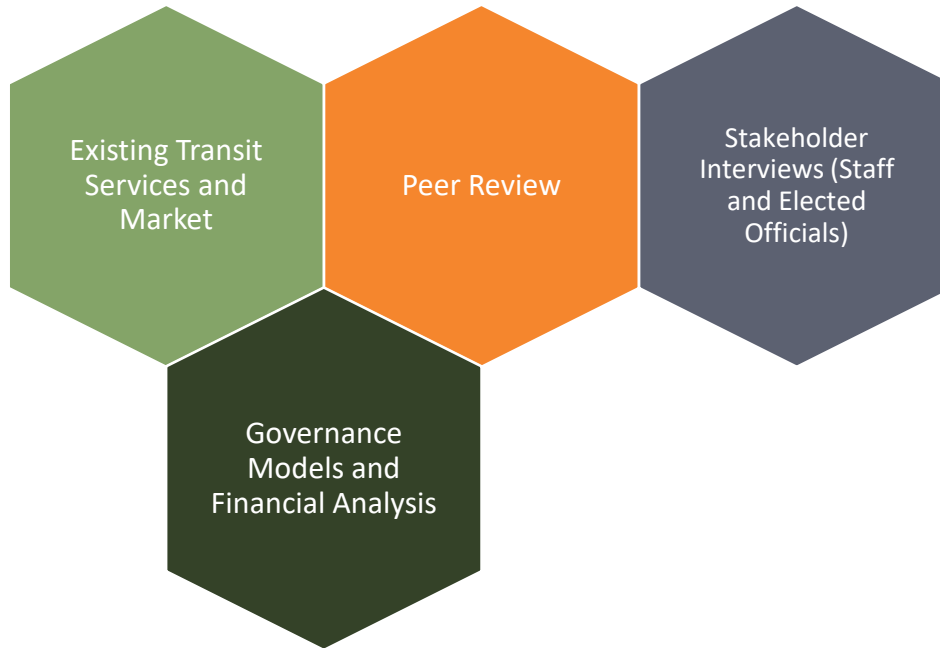 Existing Transit
Services and
Market
Peer Review
Stakeholder
Interviews (Staff
and Elected
Officials)
Governance
Models and
Financial Analysis